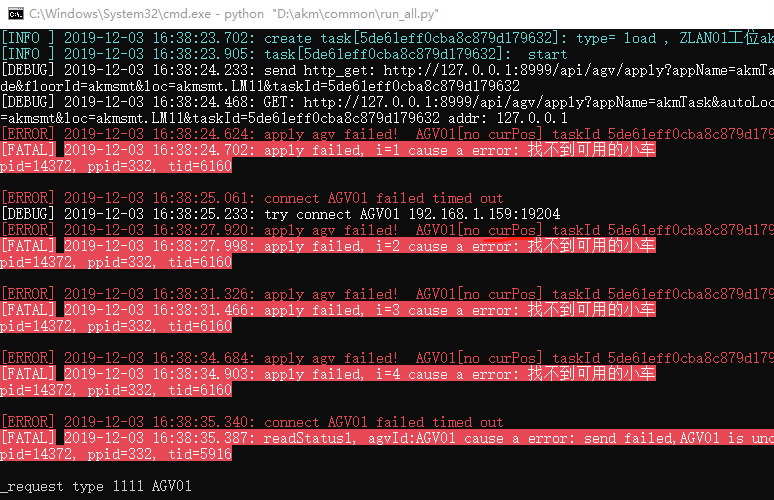 C:\Windows\System32\cmd.exe - python "D:\akm\common\run_all.py"
[INFO ] 2019-12-03 16:38:23.702: create task[5de61eff0cba8c879d179632]: type= load , ZLAN01工位ak
[INFO ] 2019-12-03 16:38:23.905: task[5de61eff0cba8c879d179632]:  start
[DEBUG] 2019-12-03 16:38:24.233: send http_get: http://127.0.0.1:8999/api/agv/apply?appName=akmTa
de&floorId=akmsmt&loc=akmsmt.LM11&taskId=5de61eff0cba8c879d179632
[DEBUG] 2019-12-03 16:38:24.468: GET: http://127.0.0.1:8999/api/agv/apply?appName=akmTask&autoLoc
=akmsmt&loc=akmsmt.LM11&taskId=5de61eff0cba8c879d179632 addr: 127.0.0.1
[ERROR] 2019-12-03 16:38:24.624: apply agv failed!  AGV01[no curPos] taskId 5de61eff0cba8c879d179
[FATAL] 2019-12-03 16:38:24.702: apply failed, i=1 cause a error: 找不到可用的小车
pid=14372, ppid=332, tid=6160
[ERROR] 2019-12-03 16:38:25.061: connect AGV01 failed timed out
[DEBUG] 2019-12-03 16:38:25.233: try connect AGV01 192.168.1.159:19204
[ERROR] 2019-12-03 16:38:27.920: apply agv failed!  AGV01[no curPos] taskId 5de61eff0cba8c879d179
[FATAL] 2019-12-03 16:38:27.998: apply failed, i=2 cause a error: 找不到可用的小车
pid=14372, ppid=332, tid=6160
[ERROR] 2019-12-03 16:38:31.326: apply agv failed!  AGV01[no curPos] taskId 5de61eff0cba8c879d179
[FATAL] 2019-12-03 16:38:31.466: apply failed, i=3 cause a error: 找不到可用的小车
pid=14372, ppid=332, tid=6160
[ERROR] 2019-12-03 16:38:34.684: apply agv failed!  AGV01[no curPos] taskId 5de61eff0cba8c879d179
[FATAL] 2019-12-03 16:38:34.903: apply failed, i=4 cause a error: 找不到可用的小车
pid=14372, ppid=332, tid=6160
[ERROR] 2019-12-03 16:38:35.340: connect AGV01 failed timed out
[FATAL] 2019-12-03 16:38:35.387: readStatus1, agvId:AGV01 cause a error: send failed,AGV01 is unc
pid=14372, ppid=332, tid=5916
_request type 1111 AGV01